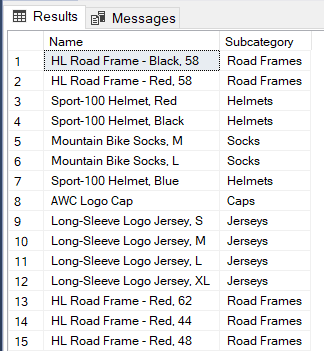 Results Messages
Name Subcategory
1 HL Road Frame - Black, 58 Road Frames
2 HL Road Frame - Red, 58 Road Frames
3 Sport-100 Helmet, Red Helmets
4 Sport-100 Helmet, Black Helmets
5 Mountain Bike Socks, M Socks
6 Mountain Bike Socks, L Socks
7 Sport-100 Helmet, Blue Helmets
8 AWC Logo Cap Caps
9 Long-Sleeve Logo Jersey, S Jerseys
10 Long-Sleeve Logo Jersey, M Jerseys
11 Long-Sleeve Logo Jersey, L Jerseys
12 Long-Sleeve Logo Jersey, XL Jerseys
13 HL Road Frame - Red, 62 Road Frames
14 HL Road Frame - Red, 44 Road Frames
15 HL Road Frame - Red, 48 Road Frames